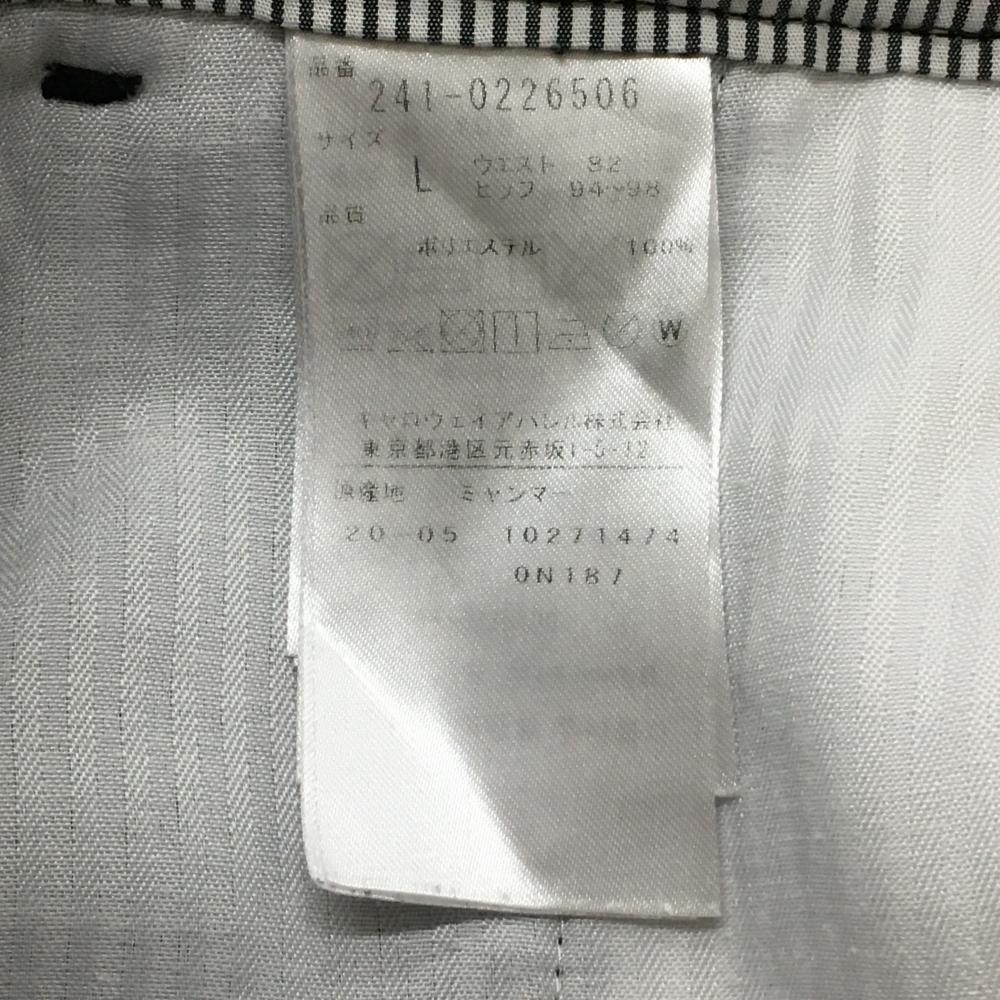 品番
241-0226506
サイズ
L ウエスト 82
ヒップ 94~98
品質
ポリエステル 100%
W
キャロウェイアパレル株式会社
東京都港区元赤坂1-5-12
原産地 ミャンマー
20-05 10271474
0N187